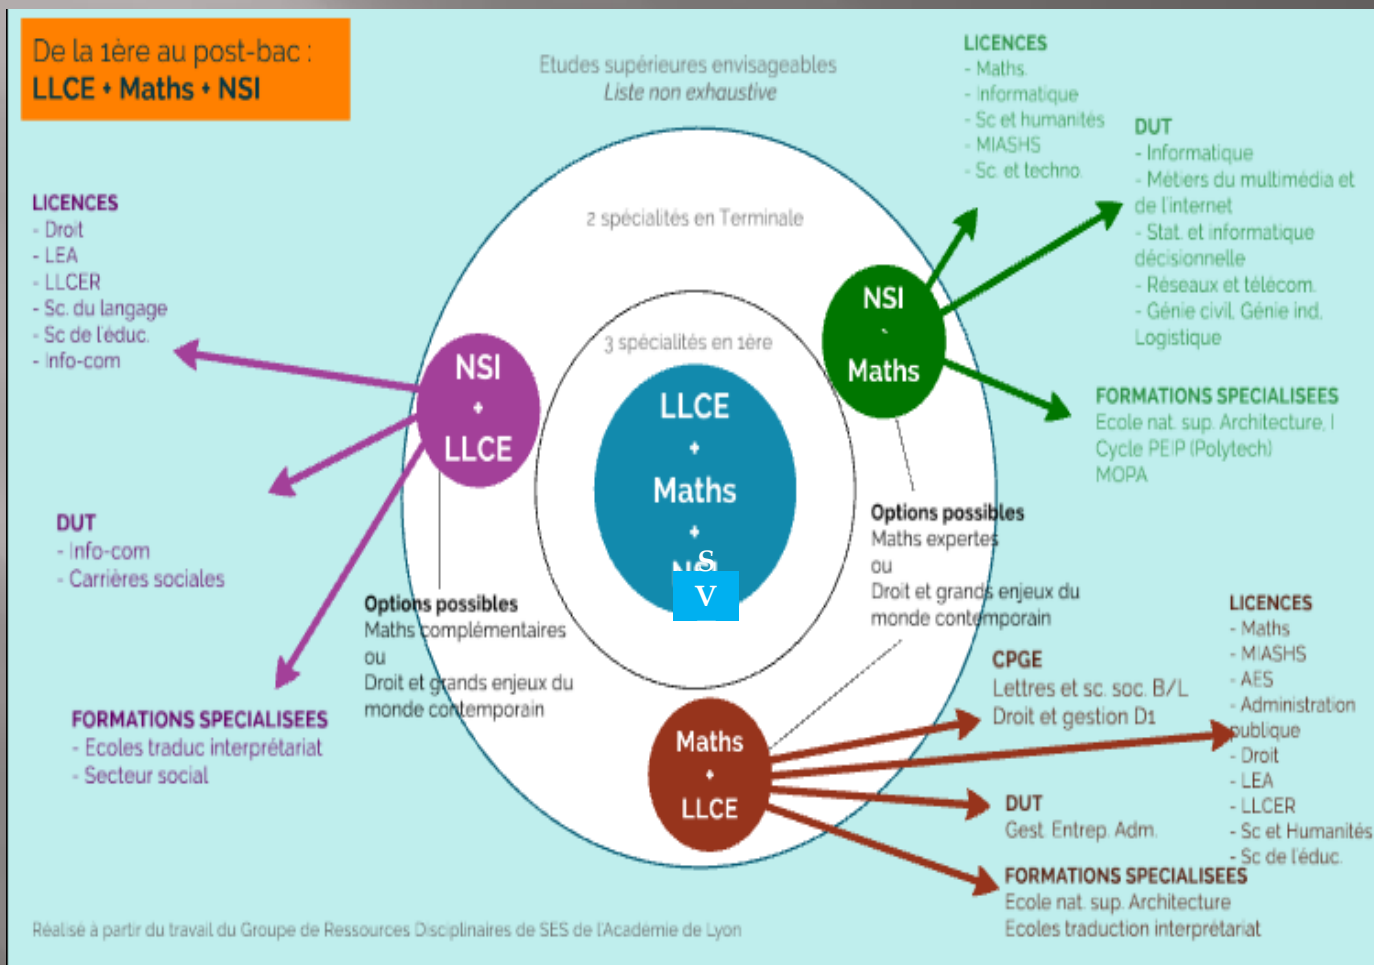 De la 1ère au post-bac :
LLCE + Maths + NSI
Etudes supérieures envisageables
Liste non exhaustive
LICENCES
- Maths.
- Informatique
- Sc et humanités
- MIASHS
- Sc. et techno.
DUT
- Informatique
- Métiers du multimédia et
de l'internet
- Stat. et informatique
décisionnelle
- Réseaux et télécom.
- Génie civil, Génie ind,
Logistique
LICENCES
- Droit
- LEA
- LLCER
- Sc. du langage
- Sc de l'éduc.
- Info-com
2 spécialités en Terminale
3 spécialités en 1ère
NSI
Maths
NSI
+
LLCE
LLCE
+
Maths
+
S
V
FORMATIONS SPECIALISEES
Ecole nat. sup. Architecture, I
Cycle PEIP (Polytech)
MOPA
DUT
- Info-com
- Carrières sociales
Options possibles
Maths expertes
ou
Droit et grands enjeux du
monde contemporain
Options possibles
Maths complémentaires
ou
Droit et grands enjeux du
monde contemporain
FORMATIONS SPECIALISEES
- Ecoles traduc interprétariat
- Secteur social
Maths
+
LLCE
CPGE
Lettres et sc. soc. B/L
Droit et gestion D1
LICENCES
- Maths
- MIASHS
- AES
- Administration
publique
- Droit
- LEA
- LLCER
- Sc et Humanités
- Sc de l'éduc.
DUT
Gest. Entrep. Adm.
FORMATIONS SPECIALISEES
Ecole nat. sup. Architecture
Ecoles traduction interprétariat
Réalisé à partir du travail du Groupe de Ressources Disciplinaires de SES de l'Académie de Lyon